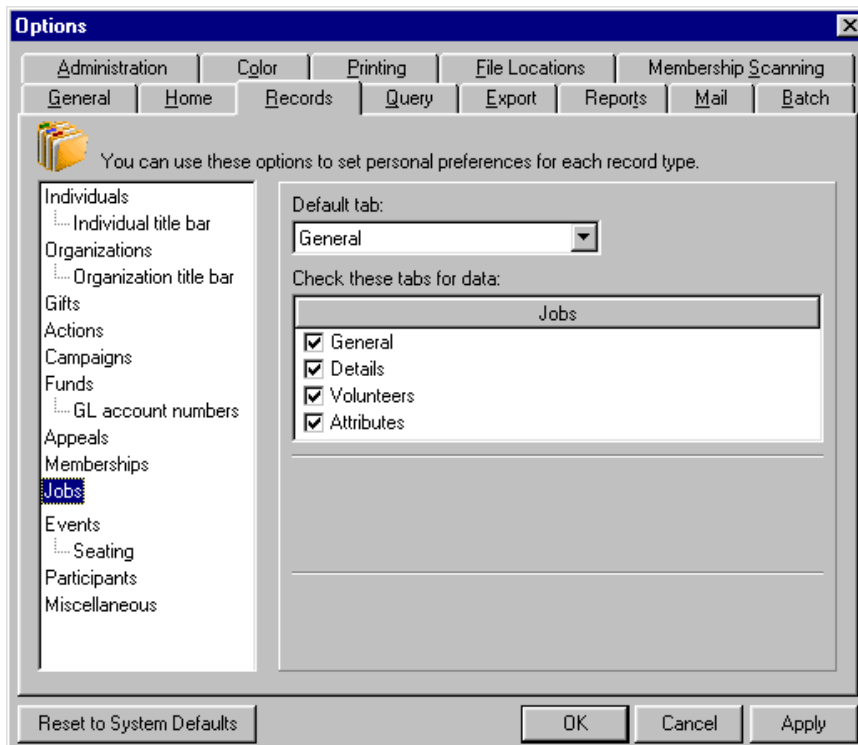 Options
Administration Color Printing File Locations Membership Scanning
General Home Records Query Export Reports Mail Batch
You can use these options to set personal preferences for each record type.
Individuals
Individual title bar
Organizations
Organization title bar
Gifts
Actions
Campaigns
Funds
GL account numbers
Appeals
Memberships
Jobs
Events
Seating
Participants
Miscellaneous
Default tab:
General
Check these tabs for data:
Jobs
General
Details
Volunteers
Attributes
Reset to System Defaults OK Cancel Apply